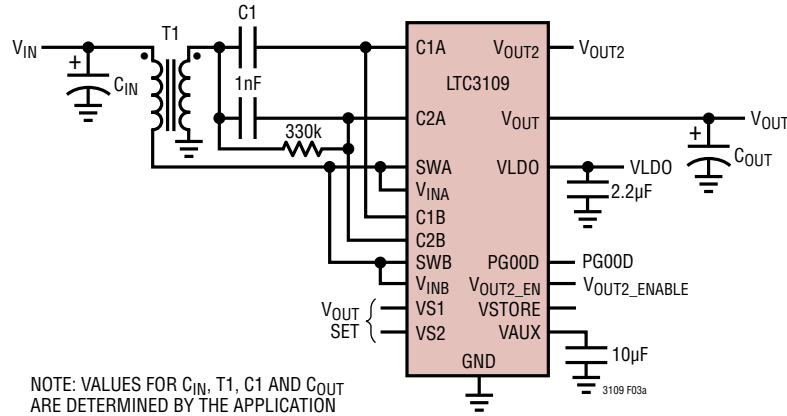 C1
T1
VIN
+
CIN
1nF
330k
C1A
C2A
SWA
VINA
C1B
C2B
SWB
VINB
VS1
VS2
VOUT
SET
LTC3109
GND
VOUT2
VOUT
VLDO
PG00D
VOUT2_EN
VSTORE
VAUX
VOUT2
VOUT
+
COUT
VLDO
2.2µF
PG00D
VOUT2_ENABLE
10µF
3109 F03a
NOTE: VALUES FOR CIN, T1, C1 AND COUT
ARE DETERMINED BY THE APPLICATION